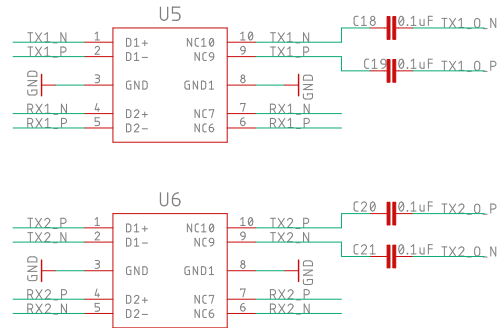 U5
C18 0.1uF TX1_O_N
TX1_N 1 D1+ NC10 10 TX1_N
TX1_P 2 D1- NC9 9 TX1_P
C19 0.1uF TX1_O_P
GND 3 GND GND1 8 GND
RX1_N 4 D2+ NC7 7 RX1_N
RX1_P 5 D2- NC6 6 RX1_P
U6
C20 0.1uF TX2_O_P
TX2_P 1 D1+ NC10 10 TX2_P
TX2_N 2 D1- NC9 9 TX2_N
C21 0.1uF TX2_O_N
GND 3 GND GND1 8 GND
RX2_P 4 D2+ NC7 7 RX2_P
RX2_N 5 D2- NC6 6 RX2_N